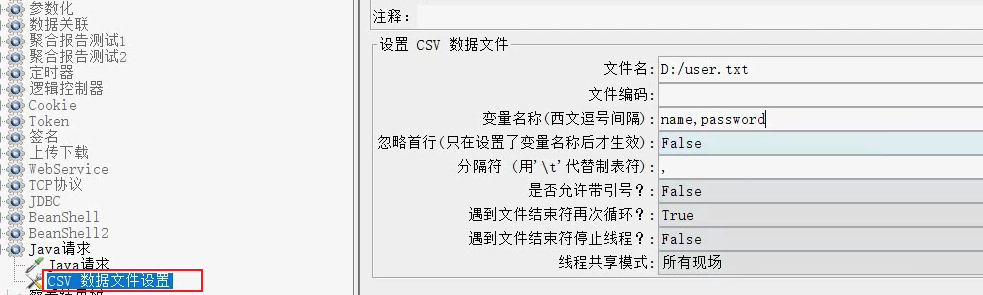 参数化
数据关联
聚合报告测试1
聚合报告测试2
定时器
逻辑控制器
Cookie
Token
签名
上传下载
WebService
TCP协议
JDBC
BeanShell
BeanShell2
Java请求
Java请求
CSV 数据文件设置
注释:
设置 CSV 数据文件
文件名: D:/user.txt
文件编码:
变量名称(西文逗号间隔): name,password
忽略首行(只在设置了变量名称后才生效): False
分隔符 (用'\t'代替制表符): ,
是否允许带引号?: False
遇到文件结束符再次循环?: True
遇到文件结束符停止线程?: False
线程共享模式: 所有现场